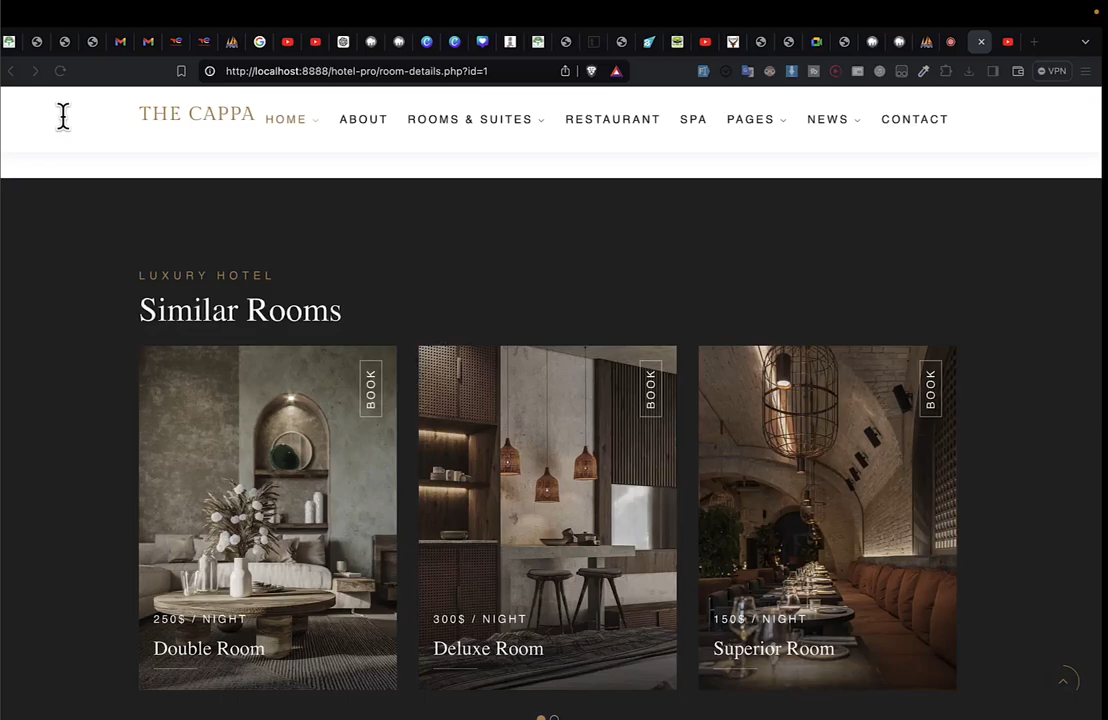 http://localhost:8888/hotel-pro/room-details.php?id=1
VPN
THE CAPPA
HOME
ABOUT
ROOMS & SUITES
RESTAURANT
SPA
PAGES
NEWS
CONTACT
LUXURY HOTEL
Similar Rooms
BOOK
250$ / NIGHT
Double Room
BOOK
300$ / NIGHT
Deluxe Room
BOOK
150$ / NIGHT
Superior Room